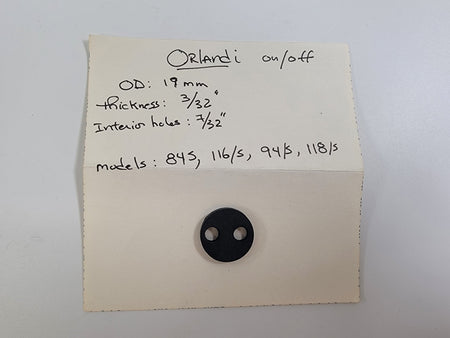 Orlandi on/off
OD: 19mm
thickness: 3/32"
Interior holes: 7/32"
models: 84S, 116/S, 94/S, 118/S